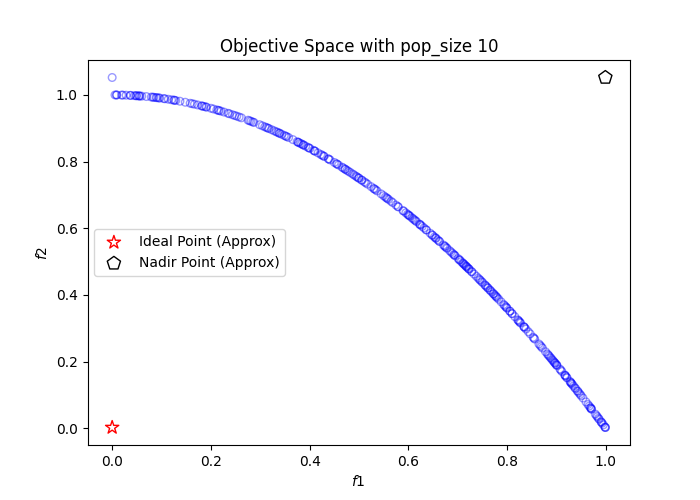 Objective Space with pop_size 10
f2
1.0
0.8
0.6
0.4
0.2
0.0
Ideal Point (Approx)
Nadir Point (Approx)
0.0 0.2 0.4 0.6 0.8 1.0
f1